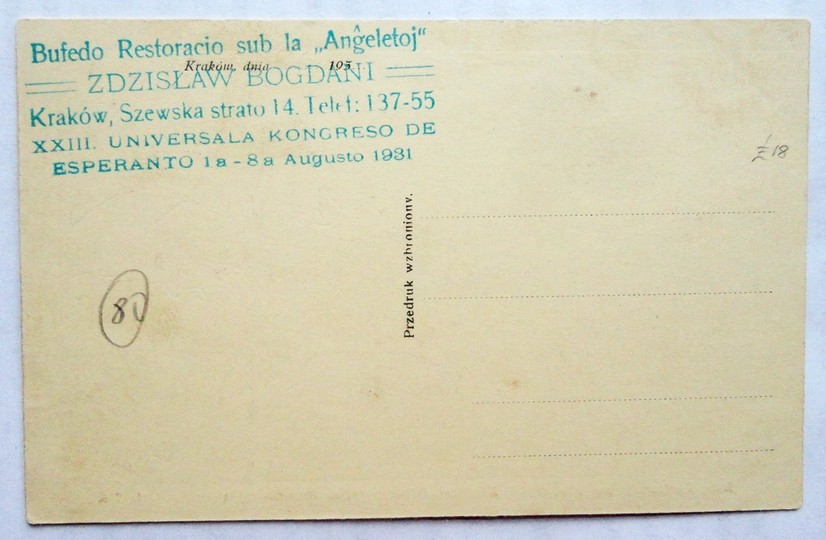 Bufedo Restoracio sub la „Anĝeletoj"
Kraków, dnia 193
ZDZISŁAW BOGDANI
Kraków, Szewska strato 14. Telef: 137-55
XXIII. UNIVERSALA KONGRESO DE
ESPERANTO 1a - 8a Augusto 1931
Przedruk wzbroniony.
80